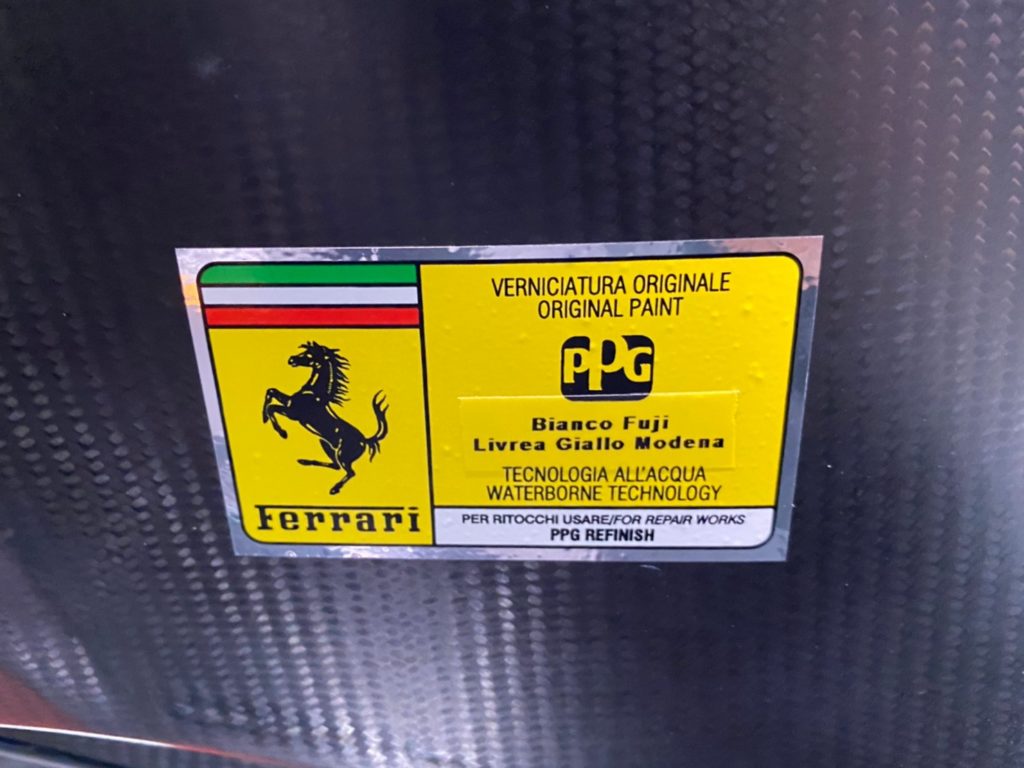 VERNICIATURA ORIGINALE
ORIGINAL PAINT
PPG
Bianco Fuji
Livrea Giallo Modena
TECNOLOGIA ALL'ACQUA
WATERBORNE TECHNOLOGY
Ferrari
PER RITOCCHI USARE/FOR REPAIR WORKS
PPG REFINISH